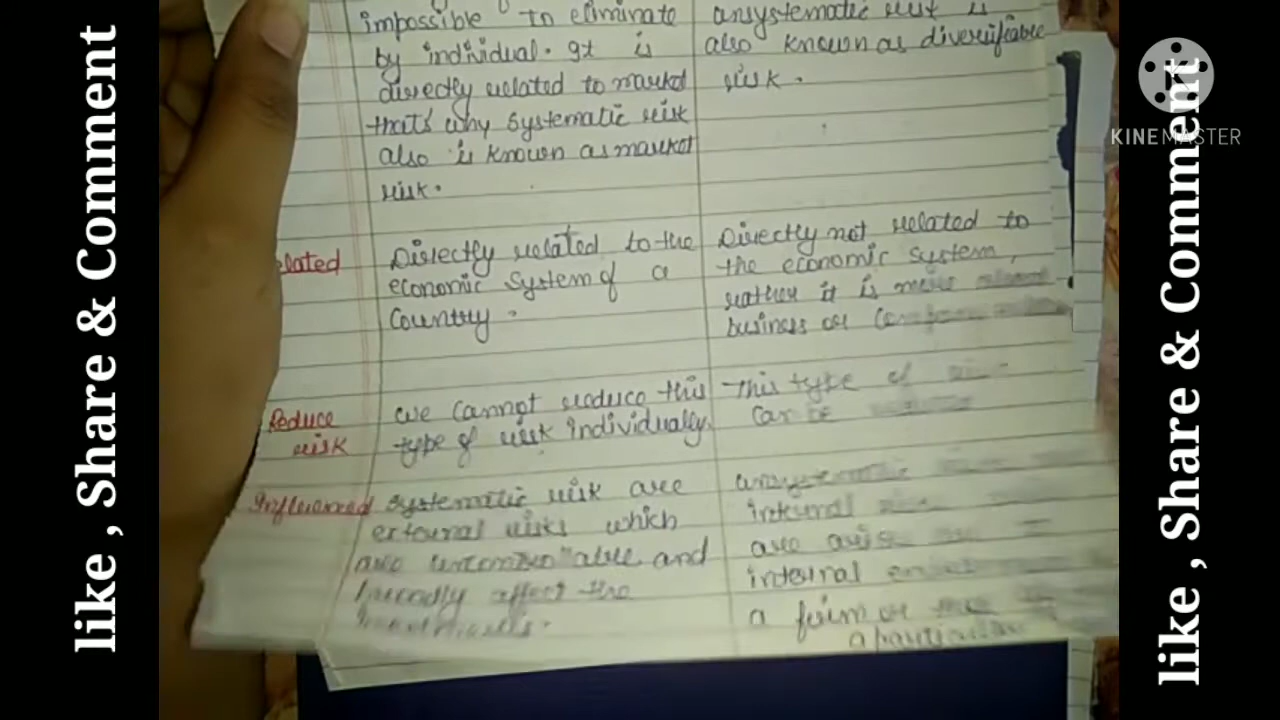 like , Share & Comment
KINEMASTER
like , Share & Comment
impossible to eliminate
by individual. It is
directly related to market
that's why systematic risk
also is known as market
risk.
unsystematic risk is
also known as diversifiable
risk.
elated
Directly related to the
economic system of a
Country.
Directly not related to
the economic system,
rather it is more
business or
Reduce
risk
we cannot reduce this
type of risk individually.
This type of
can be
Influenced
systematic risk are
external risks which
are and
broadly affect the
internal
are
internal
a firm or
a particular